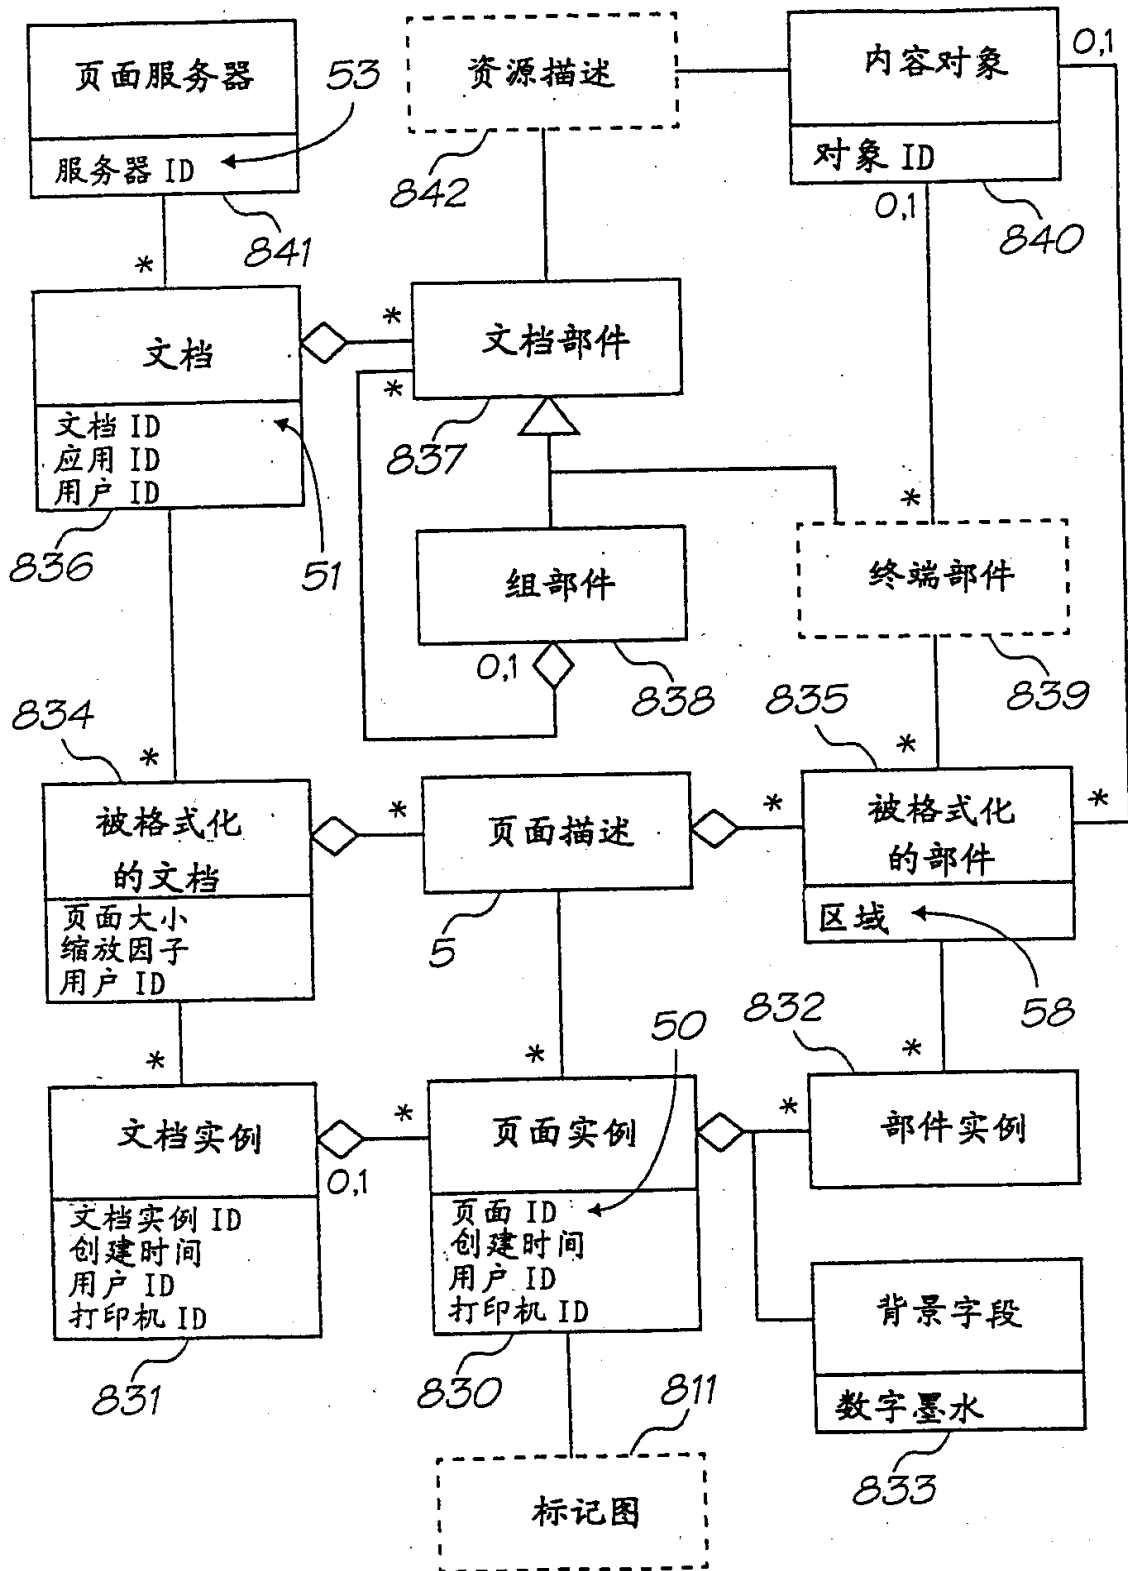 页面服务器
53
服务器 ID
841
资源描述
842
内容对象
0,1
对象 ID
0,1
840
*
文档
文档 ID
应用 ID
用户 ID
836
51
*
文档部件
*
837
组部件
0,1
838
*
终端部件
839
834
*
被格式化
的文档
页面大小
缩放因子
用户 ID
*
页面描述
5
835
*
*
被格式化
的部件
*
区域
58
*
文档实例
0,1
文档实例 ID
创建时间
用户 ID
打印机 ID
831
50
*
*
页面实例
页面 ID
创建时间
用户 ID
打印机 ID
830
832
*
*
部件实例
背景字段
数字墨水
833
811
标记图